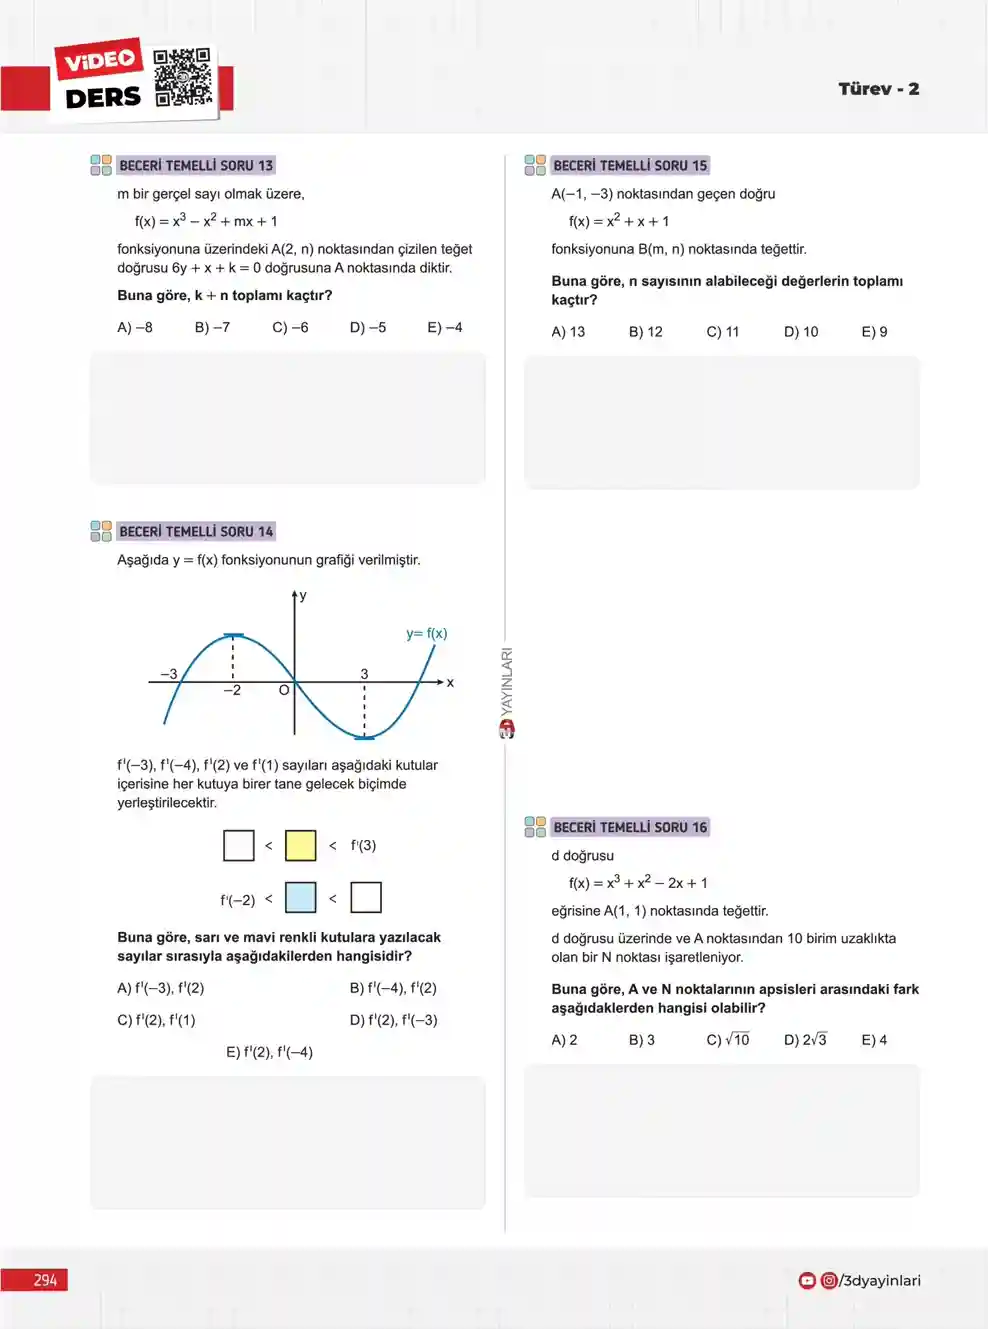 VİDEO
DERS
Türev - 2
BECERİ TEMELLİ SORU 13
m bir gerçel sayı olmak üzere,
f(x) = x³ – x² + mx + 1
fonksiyonuna üzerindeki A(2, n) noktasından çizilen teğet
doğrusu 6y + x + k = 0 doğrusuna A noktasında diktir.
Buna göre, k + n toplamı kaçtır?
A) –8 B) –7 C) –6 D) –5 E) –4
BECERİ TEMELLİ SORU 14
Aşağıda y = f(x) fonksiyonunun grafiği verilmiştir.
y
y= f(x)
–3
3
x
–2
O
f'(–3), f'(–4), f'(2) ve f'(1) sayıları aşağıdaki kutular
içerisine her kutuya birer tane gelecek biçimde
yerleştirilecektir.
< < f'(3)
f'(–2) < <
Buna göre, sarı ve mavi renkli kutulara yazılacak
sayılar sırasıyla aşağıdakilerden hangisidir?
A) f'(–3), f'(2) B) f'(–4), f'(2)
C) f'(2), f'(1) D) f'(2), f'(–3)
E) f'(2), f'(–4)
YAYINLARI
BECERİ TEMELLİ SORU 15
A(–1, –3) noktasından geçen doğru
f(x) = x² + x + 1
fonksiyonuna B(m, n) noktasında teğettir.
Buna göre, n sayısının alabileceği değerlerin toplamı
kaçtır?
A) 13 B) 12 C) 11 D) 10 E) 9
BECERİ TEMELLİ SORU 16
d doğrusu
f(x) = x³ + x² – 2x + 1
eğrisine A(1, 1) noktasında teğettir.
d doğrusu üzerinde ve A noktasından 10 birim uzaklıkta
olan bir N noktası işaretleniyor.
Buna göre, A ve N noktalarının apsisleri arasındaki fark
aşağıdaklerden hangisi olabilir?
A) 2 B) 3 C) √10 D) 2√3 E) 4
294
/3dyayinlari